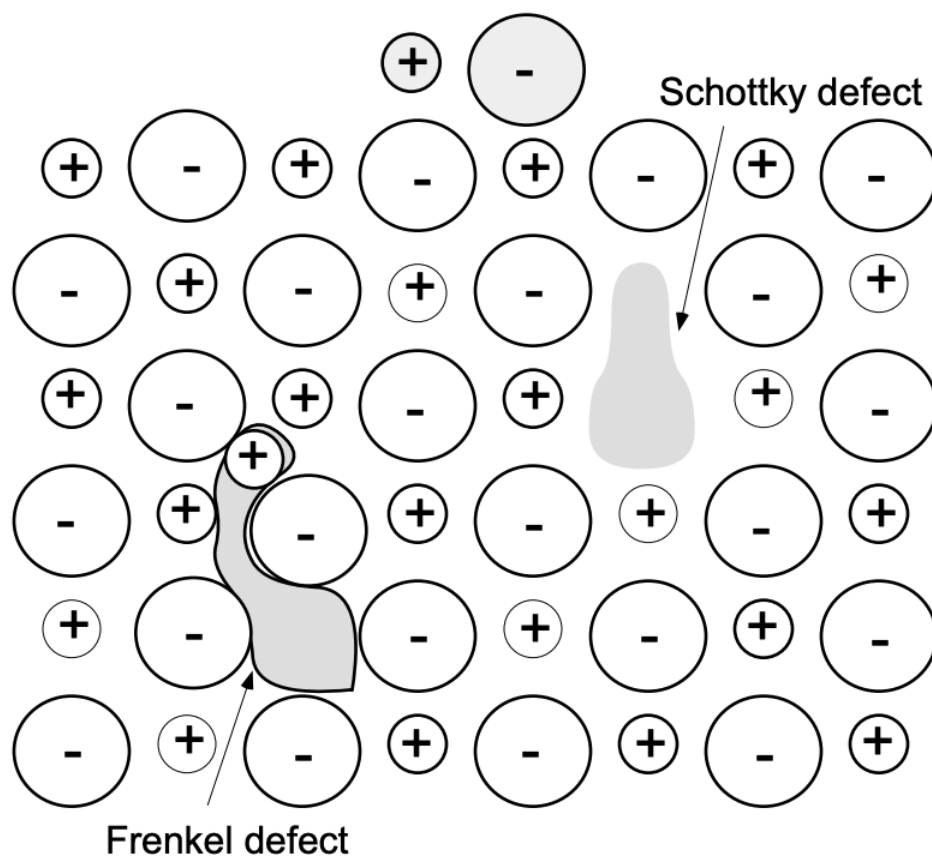 + -
Schottky defect
+ - + - + - + -
- + - + - - +
+ - + - + + -
+
- + - + - + - +
+ - - + - + -
- + - + - + - +
Frenkel defect